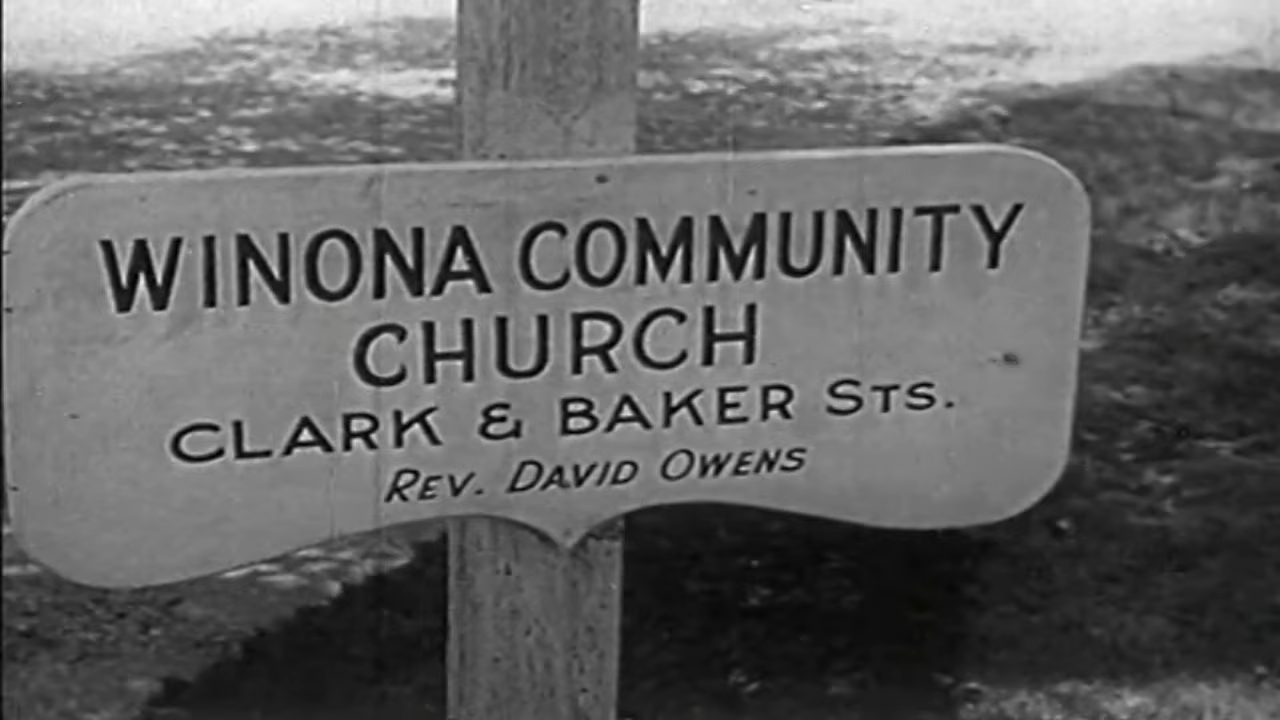 WINONA COMMUNITY
CHURCH
CLARK & BAKER STS.
REV. DAVID OWENS